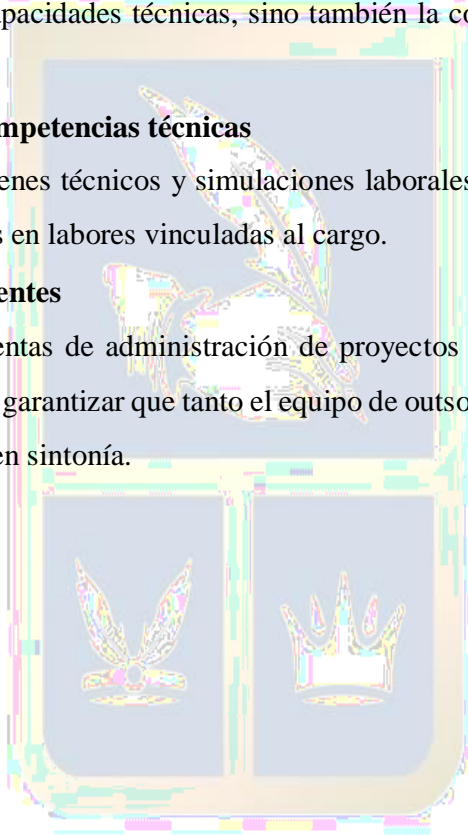 apacidades técnicas, sino también la co
mpetencias técnicas
enes técnicos y simulaciones laborales
s en labores vinculadas al cargo.
entes
entas de administración de proyectos
garantizar que tanto el equipo de outso
en sintonía.